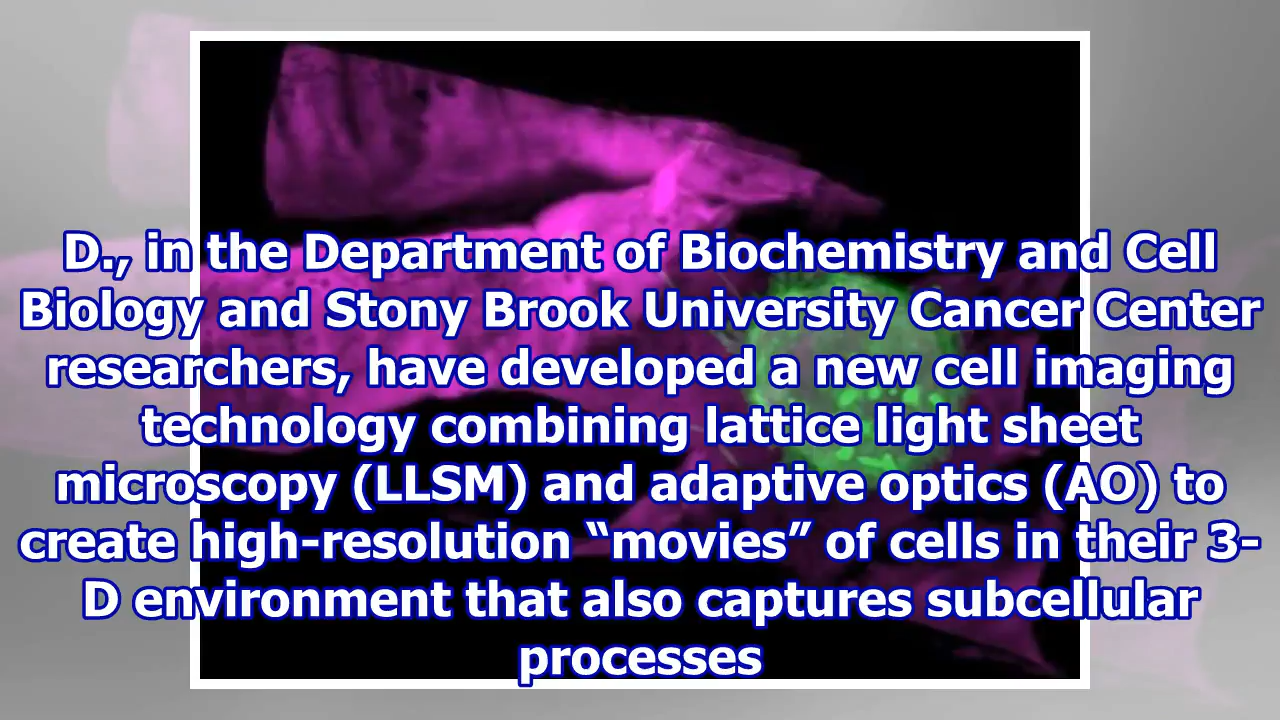 D., in the Department of Biochemistry and Cell
Biology and Stony Brook University Cancer Center
researchers, have developed a new cell imaging
technology combining lattice light sheet
microscopy (LLSM) and adaptive optics (AO) to
create high-resolution “movies” of cells in their 3-
D environment that also captures subcellular
processes